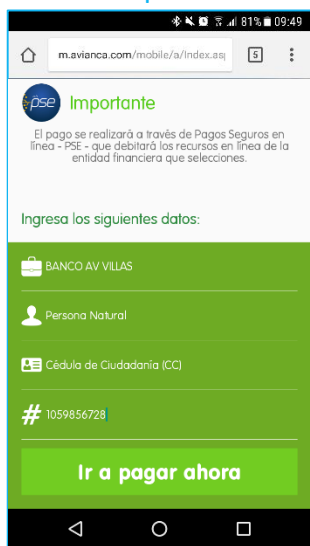 81% 09:49
m.avianca.com/mobile/a/Index.as
5
pse Importante
El pago se realizará a través de Pagos Seguros en
línea - PSE - que debitará los recursos en línea de la
entidad financiera que selecciones.
Ingresa los siguientes datos:
BANCO AV VILLAS
Persona Natural
Cédula de Ciudadanía (CC)
# 1059856728
Ir a pagar ahora